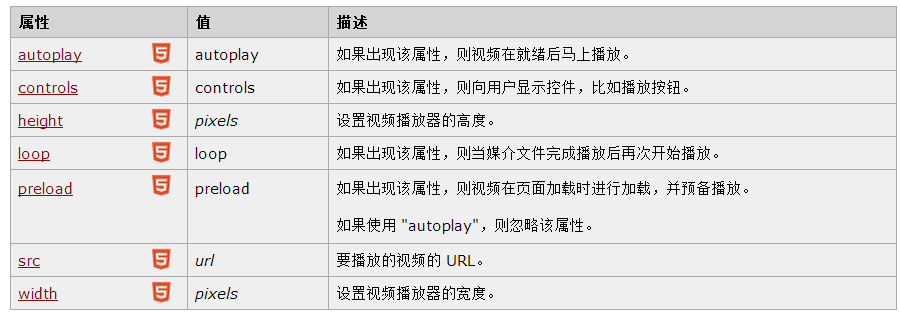 属性 值 描述
autoplay 5 autoplay 如果出现该属性，则视频在就绪后马上播放。
controls 5 controls 如果出现该属性，则向用户显示控件，比如播放按钮。
height 5 pixels 设置视频播放器的高度。
loop 5 loop 如果出现该属性，则当媒介文件完成播放后再次开始播放。
preload 5 preload 如果出现该属性，则视频在页面加载时进行加载，并预备播放。
如果使用 "autoplay"，则忽略该属性。
src 5 url 要播放的视频的 URL。
width 5 pixels 设置视频播放器的宽度。